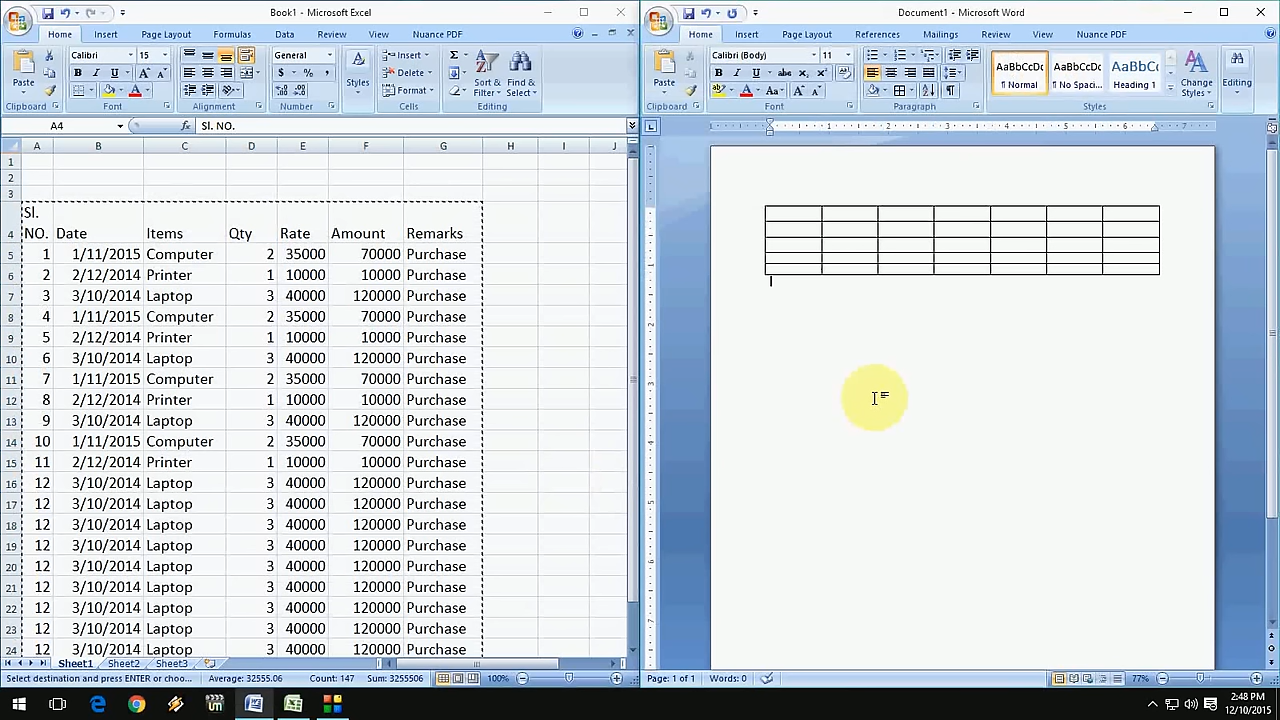 Book1 - Microsoft Excel
Home Insert Page Layout Formulas Data Review View Nuance PDF
Paste
Clipboard
Calibri 15
B I U
Font
Alignment
General
$ % ,
Number
Styles
Insert
Delete
Format
Cells
Σ
Sort & Filter
Find & Select
Editing
A4 fx Sl. NO.
A B C D E F G H I J
1
2
3
4 Sl. NO. Date Items Qty Rate Amount Remarks
5 1 1/11/2015 Computer 2 35000 70000 Purchase
6 2 2/12/2014 Printer 1 10000 10000 Purchase
7 3 3/10/2014 Laptop 3 40000 120000 Purchase
8 4 1/11/2015 Computer 2 35000 70000 Purchase
9 5 2/12/2014 Printer 1 10000 10000 Purchase
10 6 3/10/2014 Laptop 3 40000 120000 Purchase
11 7 1/11/2015 Computer 2 35000 70000 Purchase
12 8 2/12/2014 Printer 1 10000 10000 Purchase
13 9 3/10/2014 Laptop 3 40000 120000 Purchase
14 10 1/11/2015 Computer 2 35000 70000 Purchase
15 11 2/12/2014 Printer 1 10000 10000 Purchase
16 12 3/10/2014 Laptop 3 40000 120000 Purchase
17 12 3/10/2014 Laptop 3 40000 120000 Purchase
18 12 3/10/2014 Laptop 3 40000 120000 Purchase
19 12 3/10/2014 Laptop 3 40000 120000 Purchase
20 12 3/10/2014 Laptop 3 40000 120000 Purchase
21 12 3/10/2014 Laptop 3 40000 120000 Purchase
22 12 3/10/2014 Laptop 3 40000 120000 Purchase
23 12 3/10/2014 Laptop 3 40000 120000 Purchase
24 12 3/10/2014 Laptop 3 40000 120000 Purchase
Sheet1 Sheet2 Sheet3
Select destination and press ENTER or choo... Average: 32555.06 Count: 147 Sum: 3255506 100%
Document1 - Microsoft Word
Home Insert Page Layout References Mailings Review View Nuance PDF
Paste
Clipboard
Calibri (Body) 11
B I U abc x₂ x²
Aa
Font
Paragraph
AaBbCcDc AaBbCcDc AaBbCc
¶ Normal ¶ No Spaci... Heading 1
Change Styles
Styles
Editing
1 2 3 4 5 6 7
Page: 1 of 1 Words: 0 77%
2:48 PM
12/10/2015